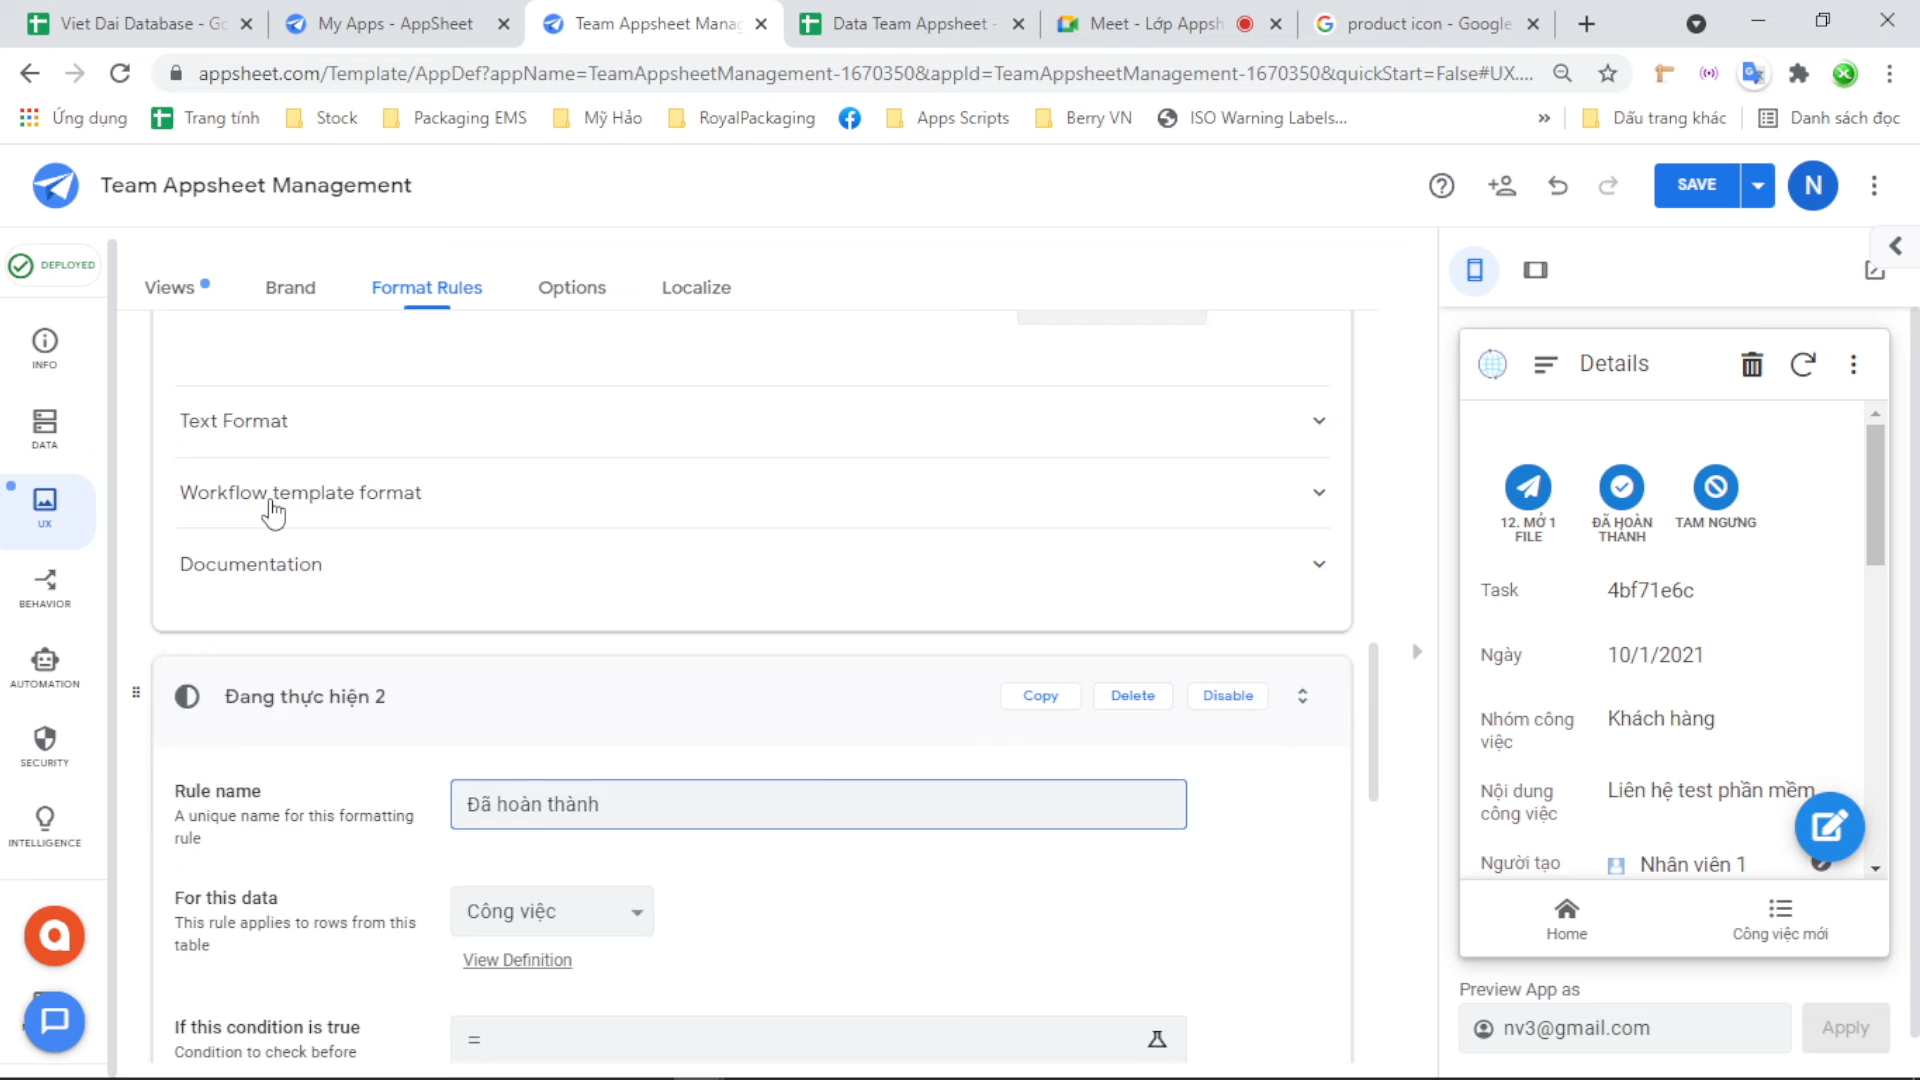 Viet Dai Database - Go
My Apps - AppSheet
Team Appsheet Manag
Data Team Appsheet -
Meet - Lớp Appsh
product icon - Google
appsheet.com/Template/AppDef?appName=TeamAppsheetManagement-1670350&appId=TeamAppsheetManagement-1670350&quickStart=False#UX....
Ứng dụng
Trang tính
Stock
Packaging EMS
Mỹ Hảo
RoyalPackaging
Apps Scripts
Berry VN
ISO Warning Labels...
»
Dấu trang khác
Danh sách đọc
Team Appsheet Management
SAVE
N
DEPLOYED
Views
Brand
Format Rules
Options
Localize
INFO
DATA
UX
BEHAVIOR
AUTOMATION
SECURITY
INTELLIGENCE
Text Format
Workflow template format
Documentation
Đang thực hiện 2
Copy
Delete
Disable
Rule name
A unique name for this formatting
rule
Đã hoàn thành
For this data
This rule applies to rows from this
table
Công việc
View Definition
If this condition is true
Condition to check before
=
Details
12. MỞ 1
FILE
ĐÃ HOÀN
THÀNH
TAM NGƯNG
Task
4bf71e6c
Ngày
10/1/2021
Nhóm công
việc
Khách hàng
Nội dung
công việc
Liên hệ test phần mềm
Người tạo
Nhân viên 1
Home
Công việc mới
Preview App as
nv3@gmail.com
Apply